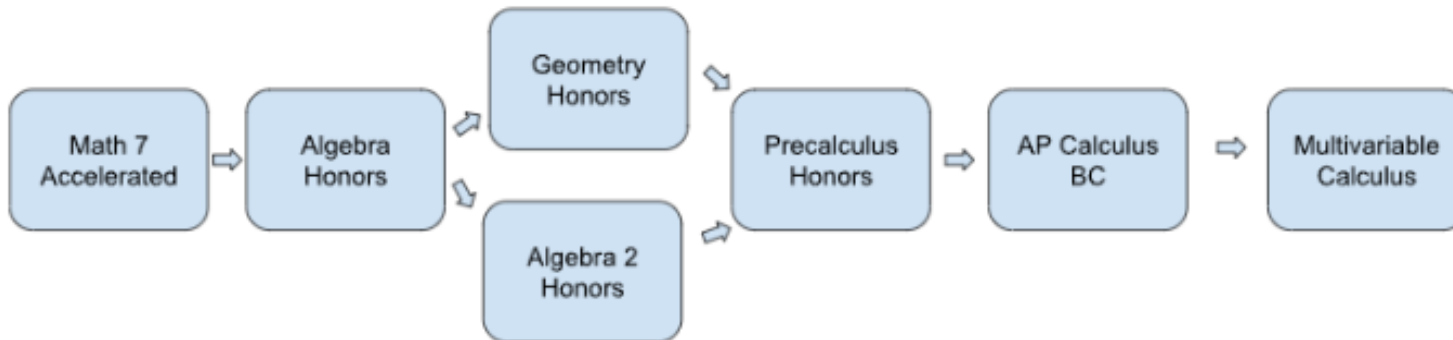 Math 7
Accelerated
Algebra
Honors
Geometry
Honors
Algebra 2
Honors
Precalculus
Honors
AP Calculus
BC
Multivariable
Calculus